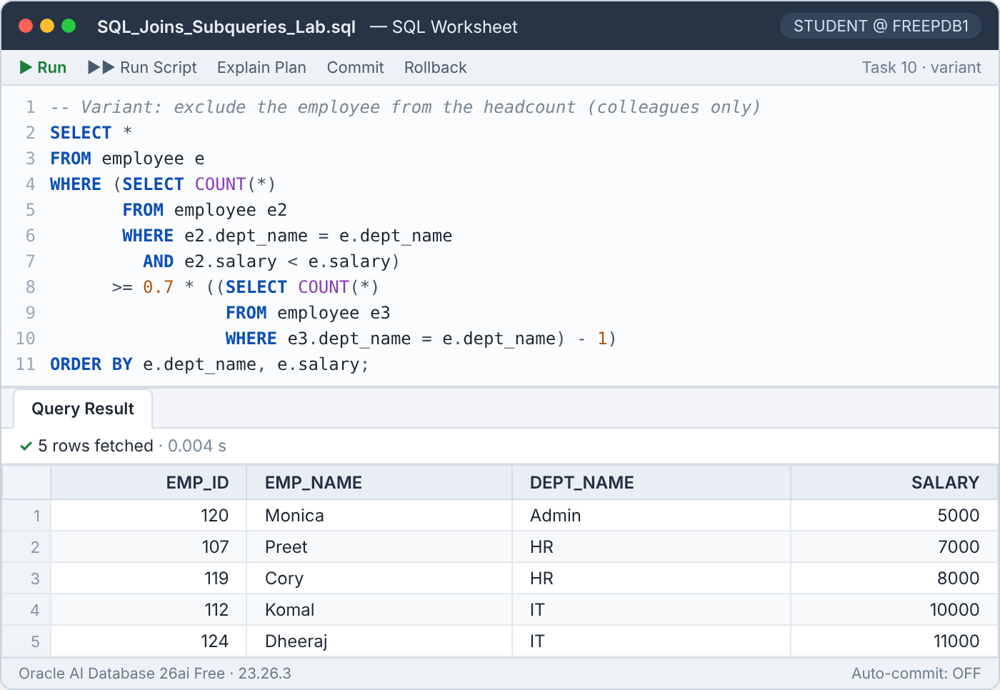 SQL_Joins_Subqueries_Lab.sql — SQL Worksheet STUDENT @ FREEPDB1
Run Run Script Explain Plan Commit Rollback Task 10 · variant
1 -- Variant: exclude the employee from the headcount (colleagues only)
2 SELECT *
3 FROM employee e
4 WHERE (SELECT COUNT(*)
5 FROM employee e2
6 WHERE e2.dept_name = e.dept_name
7 AND e2.salary < e.salary)
8 >= 0.7 * ((SELECT COUNT(*)
9 FROM employee e3
10 WHERE e3.dept_name = e.dept_name) - 1)
11 ORDER BY e.dept_name, e.salary;
Query Result
✓ 5 rows fetched · 0.004 s
EMP_ID EMP_NAME DEPT_NAME SALARY
1 120 Monica Admin 5000
2 107 Preet HR 7000
3 119 Cory HR 8000
4 112 Komal IT 10000
5 124 Dheeraj IT 11000
Oracle AI Database 26ai Free · 23.26.3 Auto-commit: OFF